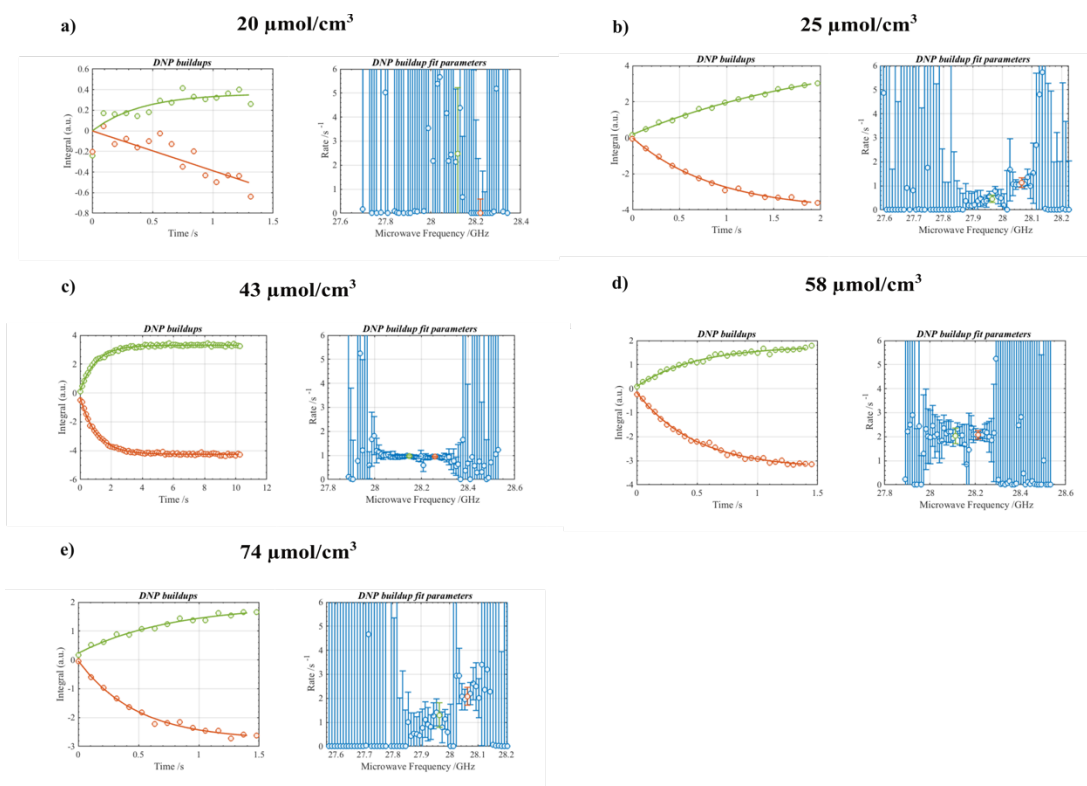 a) 20 µmol/cm³
DNP buildups
Integral (a.u.)
0.6
0.4
0.2
0
-0.2
-0.4
-0.6
-0.8
0 0.5 1 1.5
Time /s
DNP buildup fit parameters
Rate /s⁻¹
6
5
4
3
2
1
0
27.6 27.8 28 28.2 28.4
Microwave Frequency /GHz
b) 25 µmol/cm³
DNP buildups
Integral (a.u.)
4
2
0
-2
-4
0 0.5 1 1.5 2
Time /s
DNP buildup fit parameters
Rate /s⁻¹
6
5
4
3
2
1
0
27.6 27.7 27.8 27.9 28 28.1 28.2
Microwave Frequency /GHz
c) 43 µmol/cm³
DNP buildups
Integral (a.u.)
4
2
0
-2
-4
-6
0 2 4 6 8 10 12
Time /s
DNP buildup fit parameters
Rate /s⁻¹
6
5
4
3
2
1
0
27.8 28 28.2 28.4 28.6
Microwave Frequency /GHz
d) 58 µmol/cm³
DNP buildups
Integral (a.u.)
2
1
0
-1
-2
-3
-4
0 0.5 1 1.5
Time /s
DNP buildup fit parameters
Rate /s⁻¹
6
5
4
3
2
1
0
27.8 28 28.2 28.4 28.6
Microwave Frequency /GHz
e) 74 µmol/cm³
DNP buildups
Integral (a.u.)
2
1
0
-1
-2
-3
0 0.5 1 1.5
Time /s
DNP buildup fit parameters
Rate /s⁻¹
6
5
4
3
2
1
0
27.6 27.7 27.8 27.9 28 28.1 28.2
Microwave Frequency /GHz